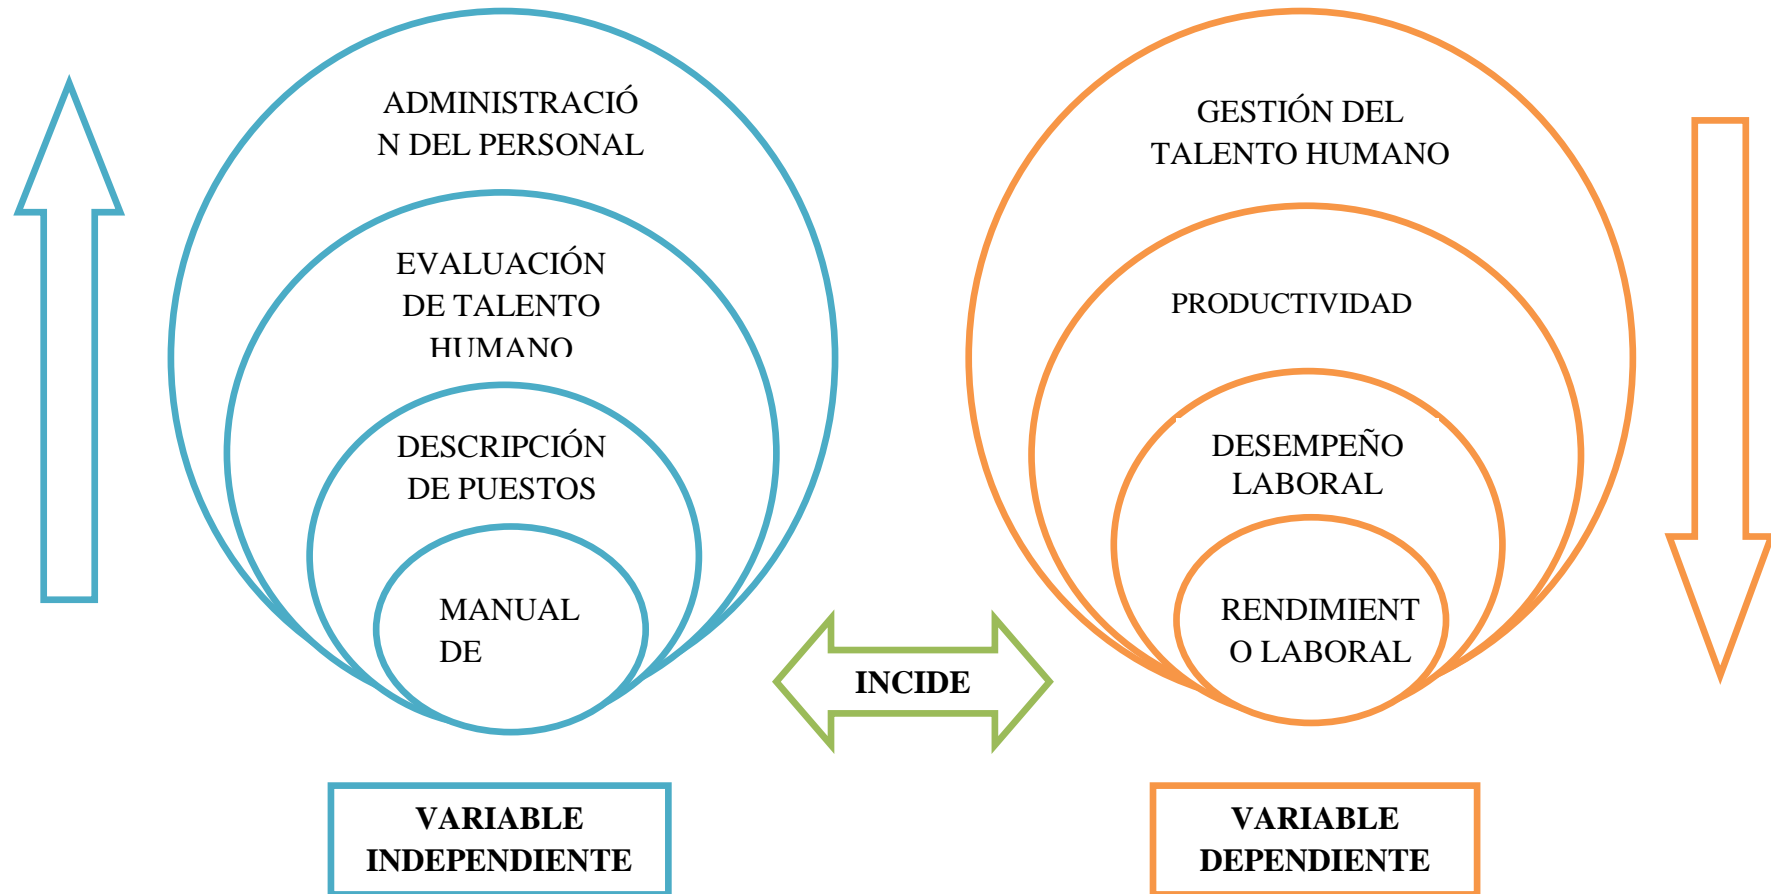 ADMINISTRACIÓ
N DEL PERSONAL
EVALUACIÓN
DE TALENTO
HUMANO
DESCRIPCIÓN
DE PUESTOS
MANUAL
DE
VARIABLE
INDEPENDIENTE
INCIDE
GESTIÓN DEL
TALENTO HUMANO
PRODUCTIVIDAD
DESEMPEÑO
LABORAL
RENDIMIENT
O LABORAL
VARIABLE
DEPENDIENTE